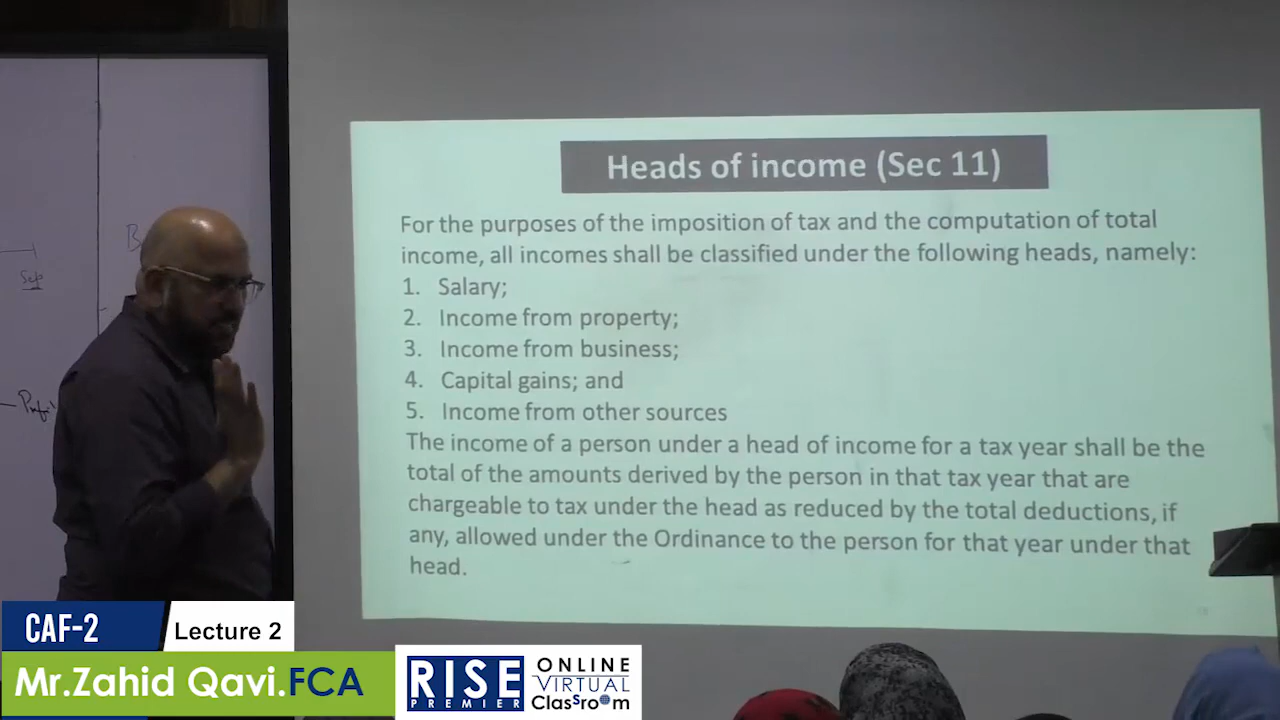 Heads of income (Sec 11)
For the purposes of the imposition of tax and the computation of total
income, all incomes shall be classified under the following heads, namely:
1. Salary;
2. Income from property;
3. Income from business;
4. Capital gains; and
5. Income from other sources
The income of a person under a head of income for a tax year shall be the
total of the amounts derived by the person in that tax year that are
chargeable to tax under the head as reduced by the total deductions, if
any, allowed under the Ordinance to the person for that year under that
head.
Sep
CAF-2
Lecture 2
Mr.Zahid Qavi.FCA
RISE
PREMIER
ONLINE
VIRTUAL
ClassRoom